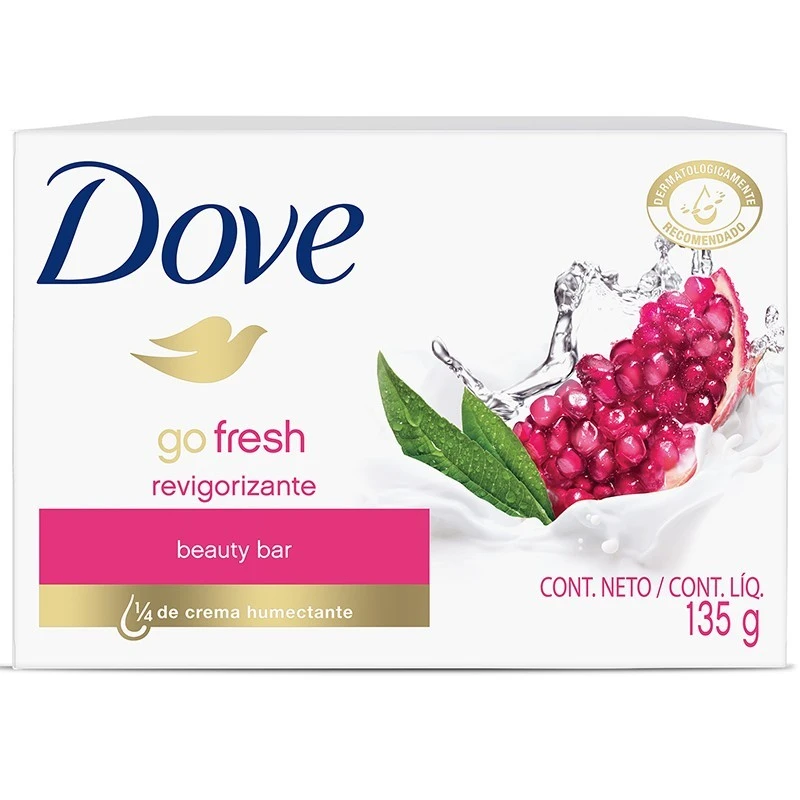 Dove
DERMATOLOGICAMENTE
RECOMENDADO
go fresh
revigorizante
beauty bar
¼ de crema humectante
CONT. NETO / CONT. LÍQ.
135 g